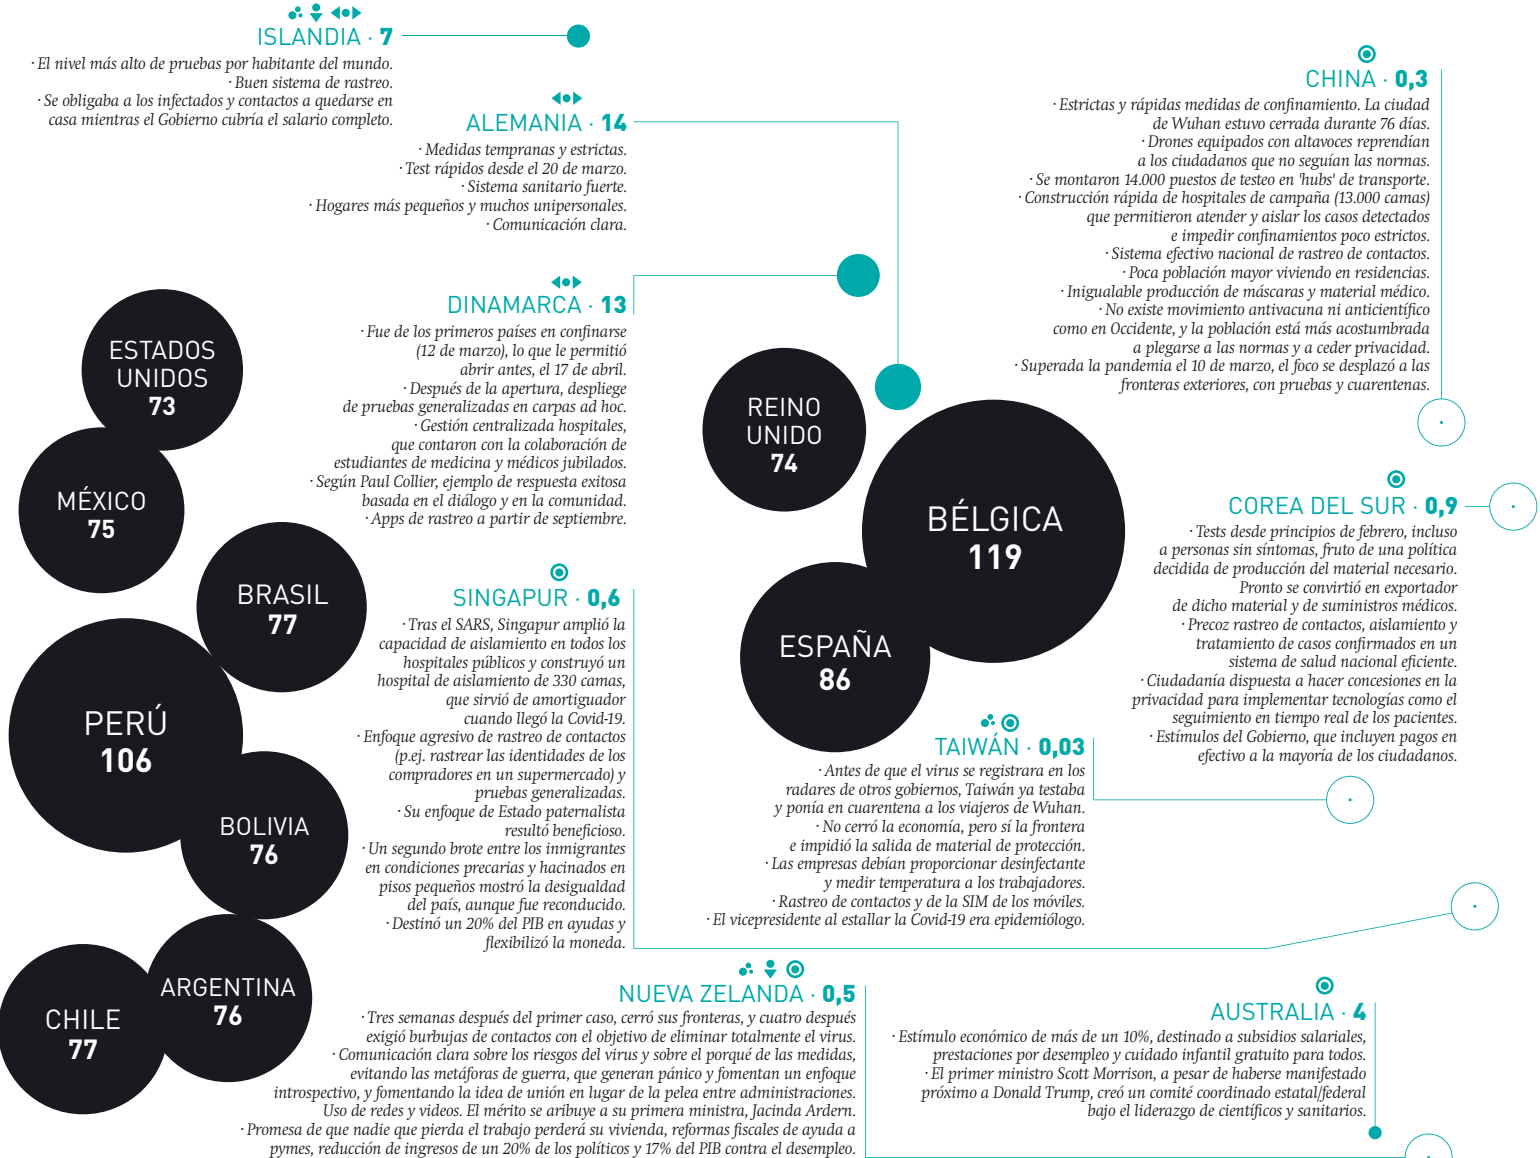 ISLANDIA · 7
· El nivel más alto de pruebas por habitante del mundo.
· Buen sistema de rastreo.
· Se obligaba a los infectados y contactos a quedarse en
casa mientras el Gobierno cubría el salario completo.
ALEMANIA · 14
· Medidas tempranas y estrictas.
· Test rápidos desde el 20 de marzo.
· Sistema sanitario fuerte.
· Hogares más pequeños y muchos unipersonales.
· Comunicación clara.
CHINA · 0,3
· Estrictas y rápidas medidas de confinamiento. La ciudad
de Wuhan estuvo cerrada durante 76 días.
· Drones equipados con altavoces reprendían
a los ciudadanos que no seguían las normas.
· Se montaron 14.000 puestos de testeo en 'hubs' de transporte.
· Construcción rápida de hospitales de campaña (13.000 camas)
que permitieron atender y aislar los casos detectados
e impedir confinamientos poco estrictos.
· Sistema efectivo nacional de rastreo de contactos.
· Poca población mayor viviendo en residencias.
· Inigualable producción de máscaras y material médico.
· No existe movimiento antivacuna ni anticientífico
como en Occidente, y la población está más acostumbrada
a plegarse a las normas y a ceder privacidad.
· Superada la pandemia el 10 de marzo, el foco se desplazó a las
fronteras exteriores, con pruebas y cuarentenas.
DINAMARCA · 13
· Fue de los primeros países en confinarse
(12 de marzo), lo que le permitió
abrir antes, el 17 de abril.
· Después de la apertura, despliege
de pruebas generalizadas en carpas ad hoc.
· Gestión centralizada hospitales,
que contaron con la colaboración de
estudiantes de medicina y médicos jubilados.
· Según Paul Collier, ejemplo de respuesta exitosa
basada en el diálogo y en la comunidad.
· Apps de rastreo a partir de septiembre.
ESTADOS
UNIDOS
73
MÉXICO
75
BRASIL
77
PERÚ
106
BOLIVIA
76
ARGENTINA
76
CHILE
77
REINO
UNIDO
74
BÉLGICA
119
ESPAÑA
86
COREA DEL SUR · 0,9
· Tests desde principios de febrero, incluso
a personas sin síntomas, fruto de una política
decidida de producción del material necesario.
Pronto se convirtió en exportador
de dicho material y de suministros médicos.
· Precoz rastreo de contactos, aislamiento y
tratamiento de casos confirmados en un
sistema de salud nacional eficiente.
· Ciudadanía dispuesta a hacer concesiones en la
privacidad para implementar tecnologías como el
seguimiento en tiempo real de los pacientes.
· Estímulos del Gobierno, que incluyen pagos en
efectivo a la mayoría de los ciudadanos.
SINGAPUR · 0,6
· Tras el SARS, Singapur amplió la
capacidad de aislamiento en todos los
hospitales públicos y construyó un
hospital de aislamiento de 330 camas,
que sirvió de amortiguador
cuando llegó la Covid-19.
· Enfoque agresivo de rastreo de contactos
(p.ej. rastrear las identidades de los
compradores en un supermercado) y
pruebas generalizadas.
· Su enfoque de Estado paternalista
resultó beneficioso.
· Un segundo brote entre los inmigrantes
en condiciones precarias y hacinados en
pisos pequeños mostró la desigualdad
del país, aunque fue reconducido.
· Destinó un 20% del PIB en ayudas y
flexibilizó la moneda.
TAIWÁN · 0,03
· Antes de que el virus se registrara en los
radares de otros gobiernos, Taiwán ya testaba
y ponía en cuarentena a los viajeros de Wuhan.
· No cerró la economía, pero sí la frontera
e impidió la salida de material de protección.
· Las empresas debían proporcionar desinfectante
y medir temperatura a los trabajadores.
· Rastreo de contactos y de la SIM de los móviles.
· El vicepresidente al estallar la Covid-19 era epidemiólogo.
NUEVA ZELANDA · 0,5
· Tres semanas después del primer caso, cerró sus fronteras, y cuatro después
exigió burbujas de contactos con el objetivo de eliminar totalmente el virus.
· Comunicación clara sobre los riesgos del virus y sobre el porqué de las medidas,
evitando las metáforas de guerra, que generan pánico y fomentan un enfoque
introspectivo, y fomentando la idea de unión en lugar de la pelea entre administraciones.
Uso de redes y videos. El mérito se aribuye a su primera ministra, Jacinda Ardern.
· Promesa de que nadie que pierda el trabajo perderá su vivienda, reformas fiscales de ayuda a
pymes, reducción de ingresos de un 20% de los políticos y 17% del PIB contra el desempleo.
AUSTRALIA · 4
· Estímulo económico de más de un 10%, destinado a subsidios salariales,
prestaciones por desempleo y cuidado infantil gratuito para todos.
· El primer ministro Scott Morrison, a pesar de haberse manifestado
próximo a Donald Trump, creó un comité coordinado estatal/federal
bajo el liderazgo de científicos y sanitarios.